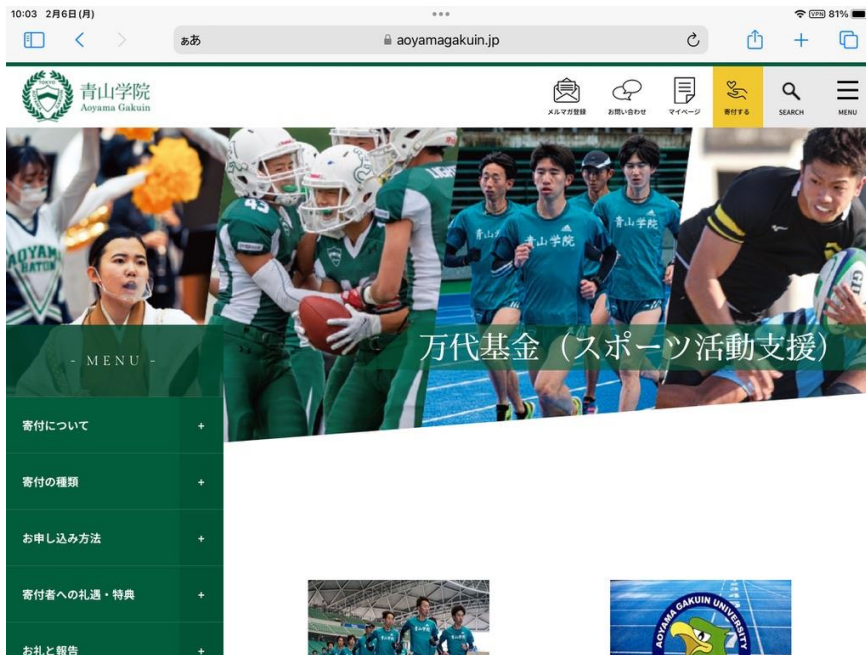 10:03 2月6日(月)
81%
VPN
ぁあ
aoyamagakuin.jp
TOKYO
青山学院
Aoyama Gakuin
メルマガ登録
お問い合わせ
マイページ
寄付する
SEARCH
MENU
43
LIGHT
青山学院
青山学院
GD
万代基金（スポーツ活動支援）
- MENU -
寄付について +
寄付の種類 +
お申し込み方法 +
寄付者への礼遇・特典 +
お礼と報告 +
AOYAMA GAKUIN UNIVERSITY